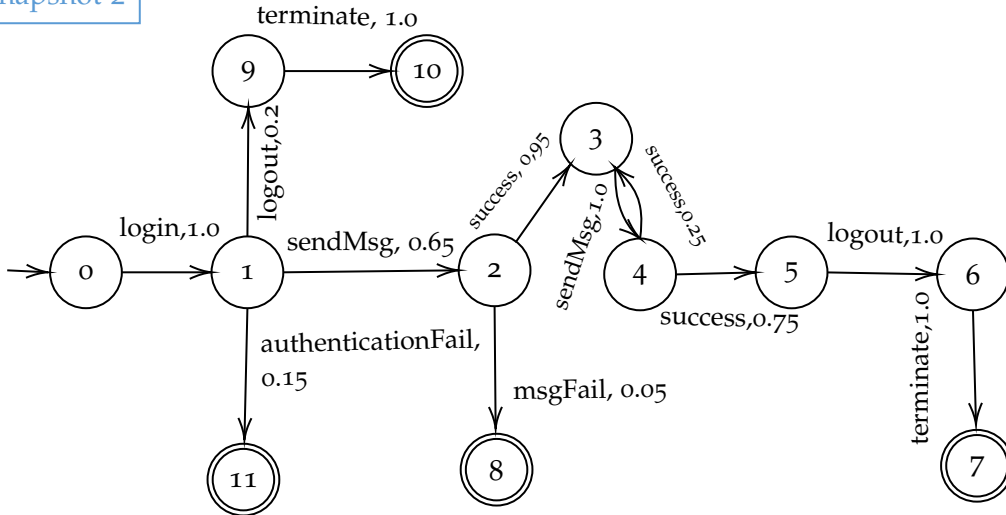 napshot 2
terminate, 1.0
9
10
logout,0.2
success, 0,95
3
success,0.25
login,1.0
sendMsg, 0.65
sendMsg,1.0
logout,1.0
0
1
2
4
5
6
success,0.75
authenticationFail,
0.15
msgFail, 0.05
terminate,1.0
11
8
7